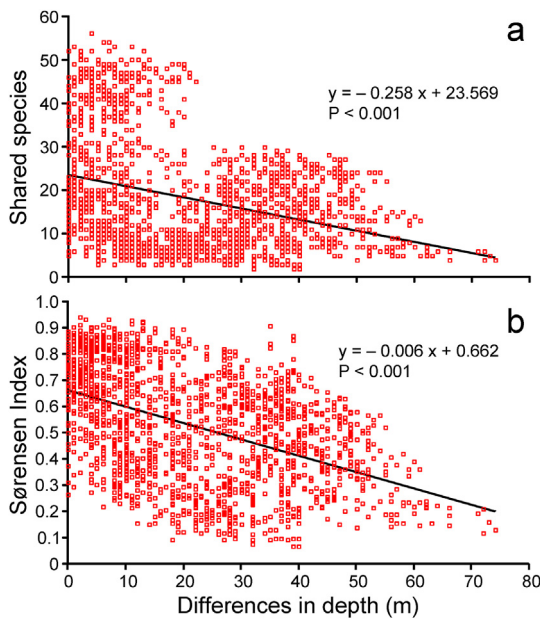 a
60
50
40
30
20
10
0
Shared species
y = – 0.258 x + 23.569
P < 0.001
b
1.0
0.9
0.8
0.7
0.6
0.5
0.4
0.3
0.2
0.1
0
Sørensen Index
y = – 0.006 x + 0.662
P < 0.001
0 10 20 30 40 50 60 70 80
Differences in depth (m)